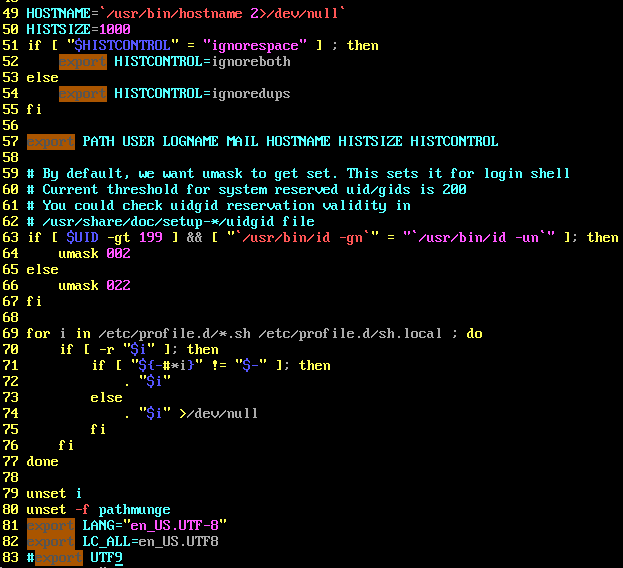 49 HOSTNAME=`/usr/bin/hostname 2>/dev/null`
50 HISTSIZE=1000
51 if [ "$HISTCONTROL" = "ignorespace" ] ; then
52     export HISTCONTROL=ignoreboth
53 else
54     export HISTCONTROL=ignoredups
55 fi
56
57 export PATH USER LOGNAME MAIL HOSTNAME HISTSIZE HISTCONTROL
58
59 # By default, we want umask to get set. This sets it for login shell
60 # Current threshold for system reserved uid/gids is 200
61 # You could check uidgid reservation validity in
62 # /usr/share/doc/setup-*/uidgid file
63 if [ $UID -gt 199 ] && [ "`/usr/bin/id -gn`" = "`/usr/bin/id -un`" ]; then
64     umask 002
65 else
66     umask 022
67 fi
68
69 for i in /etc/profile.d/*.sh /etc/profile.d/sh.local ; do
70     if [ -r "$i" ]; then
71         if [ "${-#*i}" != "$-" ]; then
72             . "$i"
73         else
74             . "$i" >/dev/null
75         fi
76     fi
77 done
78
79 unset i
80 unset -f pathmunge
81 export LANG="en_US.UTF-8"
82 export LC_ALL=en_US.UTF8
83 #export UTF9